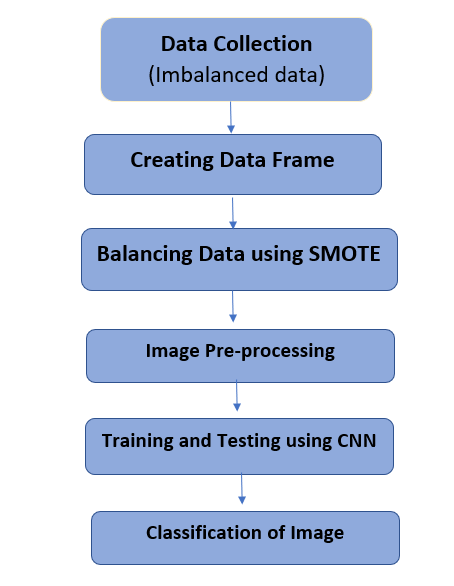 Data Collection
(Imbalanced data)
Creating Data Frame
Balancing Data using SMOTE
Image Pre-processing
Training and Testing using CNN
Classification of Image